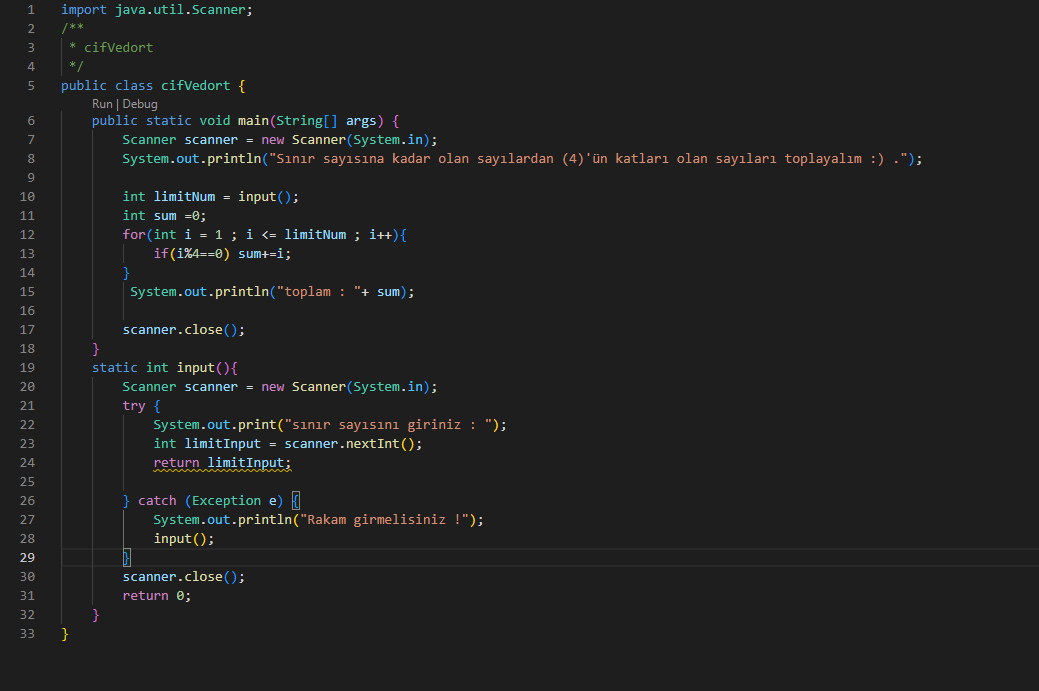 1 import java.util.Scanner;
2 /**
3 * cifVedort
4 */
5 public class cifVedort {
Run | Debug
6 public static void main(String[] args) {
7 Scanner scanner = new Scanner(System.in);
8 System.out.println("Sınır sayısına kadar olan sayılardan (4)'ün katları olan sayıları toplayalım :) .");
9
10 int limitNum = input();
11 int sum =0;
12 for(int i = 1 ; i <= limitNum ; i++){
13 if(i%4==0) sum+=i;
14 }
15 System.out.println("toplam : "+ sum);
16
17 scanner.close();
18 }
19 static int input(){
20 Scanner scanner = new Scanner(System.in);
21 try {
22 System.out.print("sınır sayısını giriniz : ");
23 int limitInput = scanner.nextInt();
24 return limitInput;
25
26 } catch (Exception e) {
27 System.out.println("Rakam girmelisiniz !");
28 input();
29 }
30 scanner.close();
31 return 0;
32 }
33 }